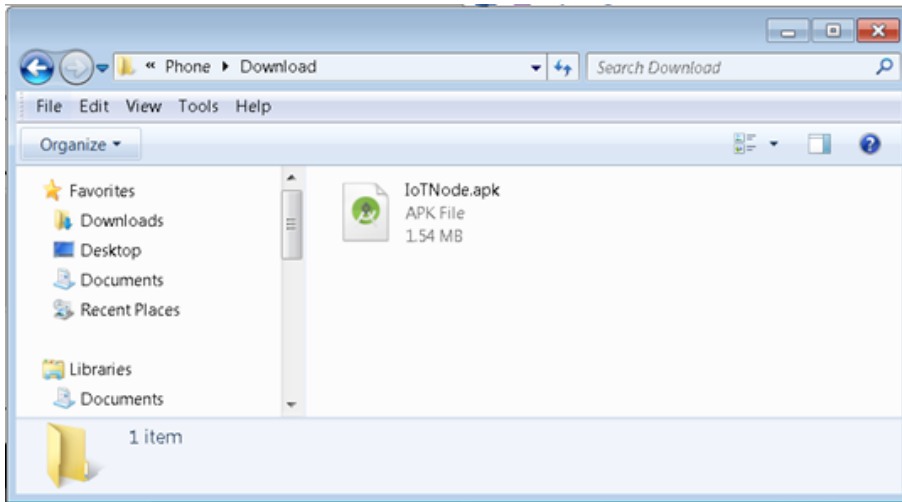 « Phone Download
Search Download
File Edit View Tools Help
Organize
Favorites
Downloads
Desktop
Documents
Recent Places
Libraries
Documents
IoTNode.apk
APK File
1.54 MB
1 item